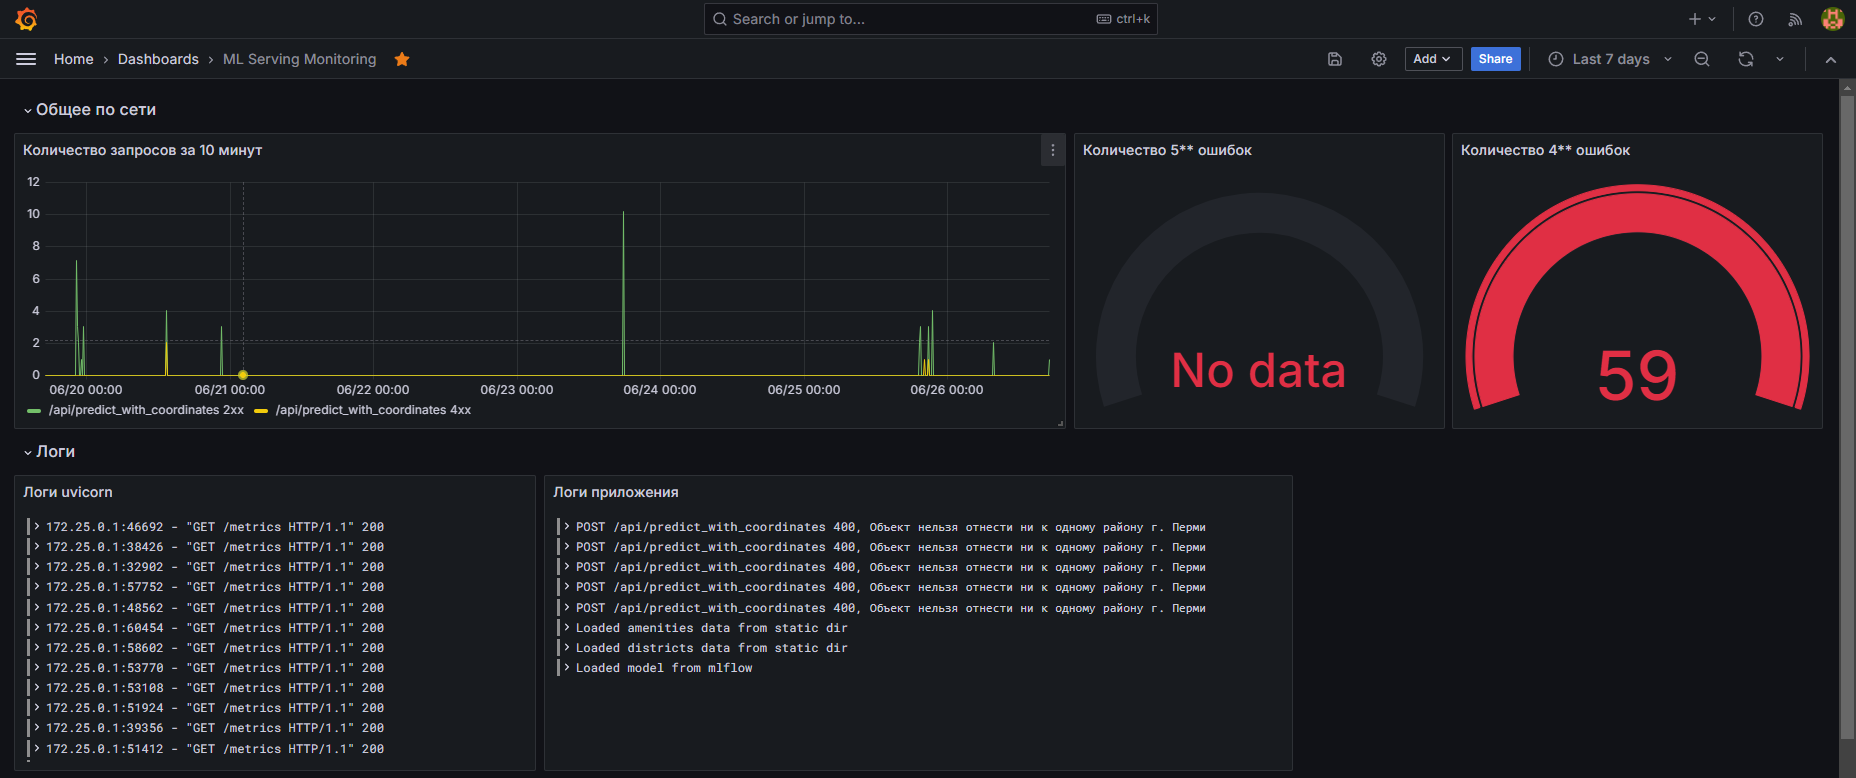 Search or jump to... ctrl+k
Home › Dashboards › ML Serving Monitoring Add Share Last 7 days
Общее по сети
Количество запросов за 10 минут
12
10
8
6
4
2
0
06/20 00:00 06/21 00:00 06/22 00:00 06/23 00:00 06/24 00:00 06/25 00:00 06/26 00:00
/api/predict_with_coordinates 2xx /api/predict_with_coordinates 4xx
Количество 5** ошибок
No data
Количество 4** ошибок
59
Логи
Логи uvicorn
172.25.0.1:46692 - "GET /metrics HTTP/1.1" 200
172.25.0.1:38426 - "GET /metrics HTTP/1.1" 200
172.25.0.1:32902 - "GET /metrics HTTP/1.1" 200
172.25.0.1:57752 - "GET /metrics HTTP/1.1" 200
172.25.0.1:48562 - "GET /metrics HTTP/1.1" 200
172.25.0.1:60454 - "GET /metrics HTTP/1.1" 200
172.25.0.1:58602 - "GET /metrics HTTP/1.1" 200
172.25.0.1:53770 - "GET /metrics HTTP/1.1" 200
172.25.0.1:53108 - "GET /metrics HTTP/1.1" 200
172.25.0.1:51924 - "GET /metrics HTTP/1.1" 200
172.25.0.1:39356 - "GET /metrics HTTP/1.1" 200
172.25.0.1:51412 - "GET /metrics HTTP/1.1" 200
Логи приложения
POST /api/predict_with_coordinates 400, Объект нельзя отнести ни к одному району г. Перми
POST /api/predict_with_coordinates 400, Объект нельзя отнести ни к одному району г. Перми
POST /api/predict_with_coordinates 400, Объект нельзя отнести ни к одному району г. Перми
POST /api/predict_with_coordinates 400, Объект нельзя отнести ни к одному району г. Перми
POST /api/predict_with_coordinates 400, Объект нельзя отнести ни к одному району г. Перми
Loaded amenities data from static dir
Loaded districts data from static dir
Loaded model from mlflow